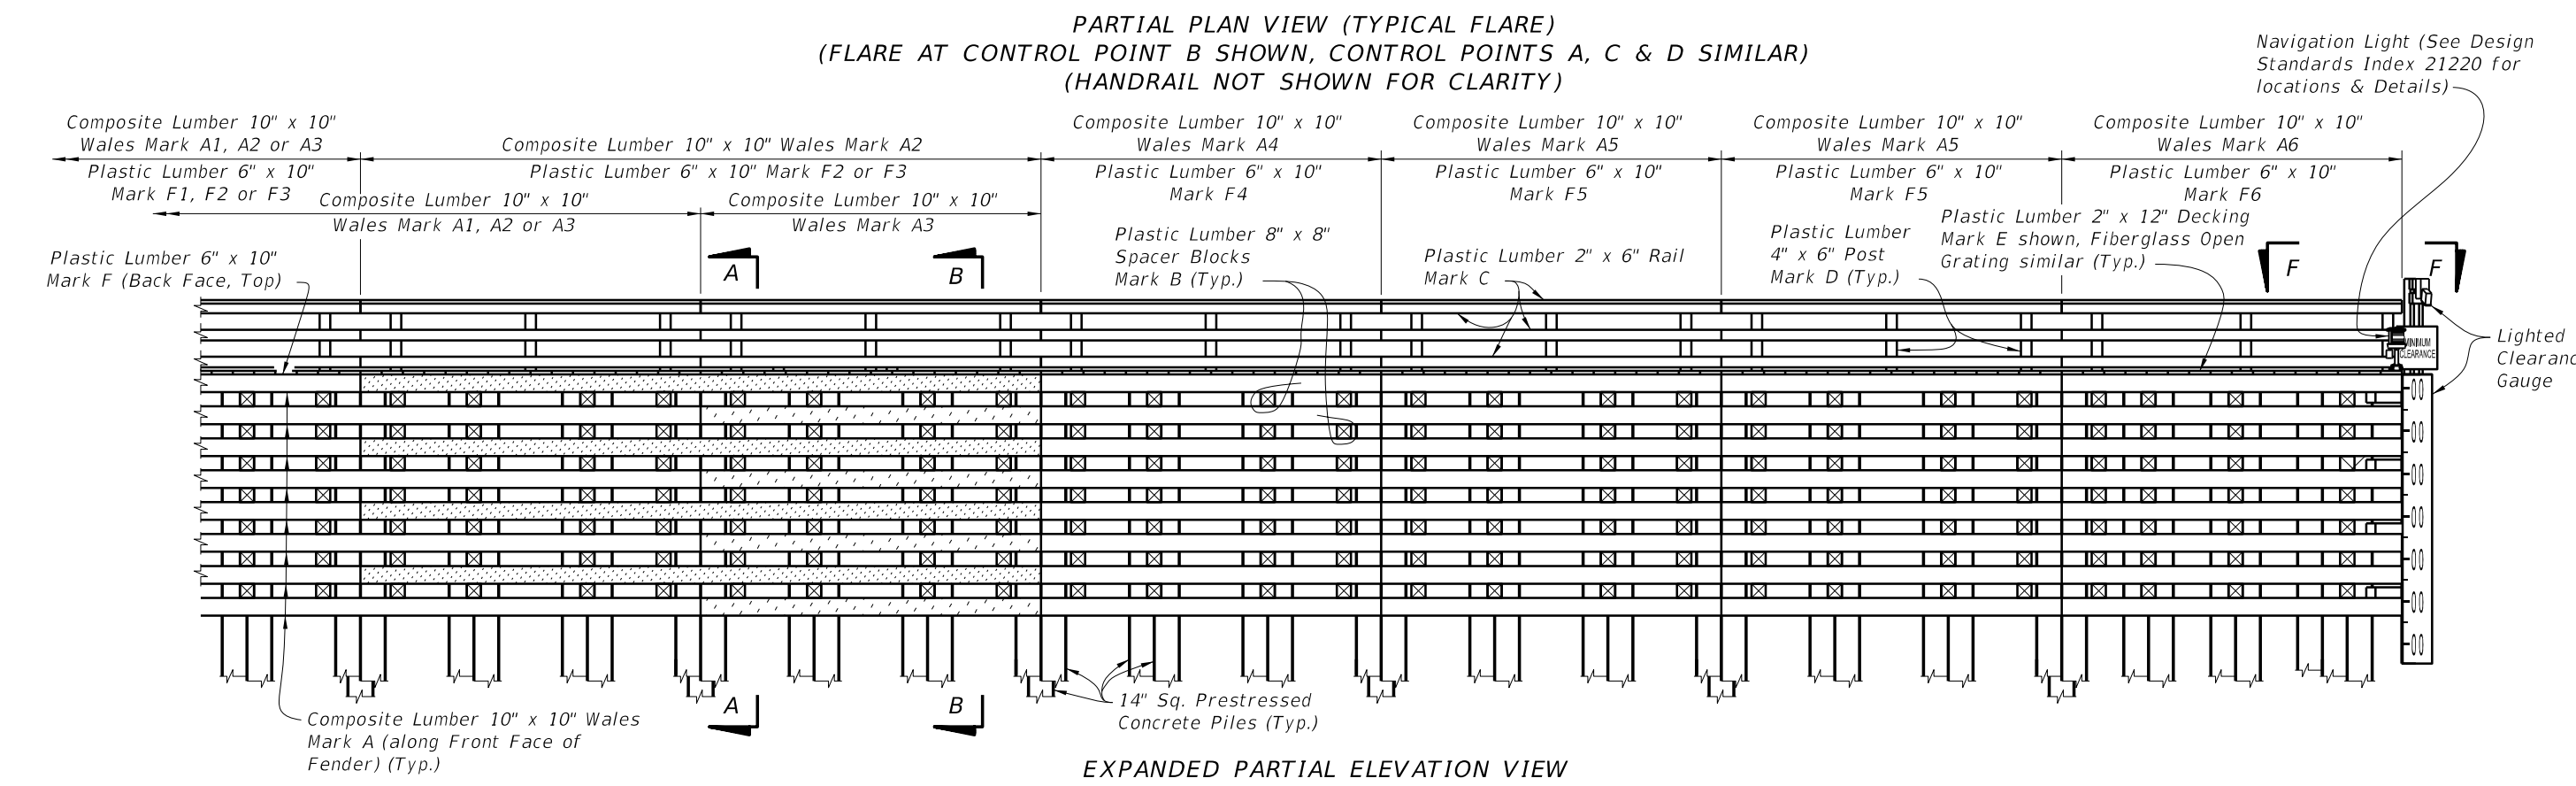 PARTIAL PLAN VIEW (TYPICAL FLARE)
(FLARE AT CONTROL POINT B SHOWN, CONTROL POINTS A, C & D SIMILAR)
(HANDRAIL NOT SHOWN FOR CLARITY)
Navigation Light (See Design
Standards Index 21220 for
locations & Details)
Composite Lumber 10" x 10"
Wales Mark A1, A2 or A3
Plastic Lumber 6" x 10"
Mark F1, F2 or F3
Composite Lumber 10" x 10" Wales Mark A2
Plastic Lumber 6" x 10" Mark F2 or F3
Composite Lumber 10" x 10"
Wales Mark A4
Plastic Lumber 6" x 10"
Mark F4
Composite Lumber 10" x 10"
Wales Mark A5
Plastic Lumber 6" x 10"
Mark F5
Composite Lumber 10" x 10"
Wales Mark A5
Plastic Lumber 6" x 10"
Mark F5
Composite Lumber 10" x 10"
Wales Mark A6
Plastic Lumber 6" x 10"
Mark F6
Composite Lumber 10" x 10"
Wales Mark A1, A2 or A3
Composite Lumber 10" x 10"
Wales Mark A3
Plastic Lumber 6" x 10"
Mark F (Back Face, Top)
A
B
Plastic Lumber 8" x 8"
Spacer Blocks
Mark B (Typ.)
Plastic Lumber 2" x 6" Rail
Mark C
Plastic Lumber
4" x 6" Post
Mark D (Typ.)
Plastic Lumber 2" x 12" Decking
Mark E shown, Fiberglass Open
Grating similar (Typ.)
F
F
MINIMUM
CLEARANCE
Lighted
Clearanc
Gauge
A
B
14" Sq. Prestressed
Concrete Piles (Typ.)
Composite Lumber 10" x 10" Wales
Mark A (along Front Face of
Fender) (Typ.)
EXPANDED PARTIAL ELEVATION VIEW